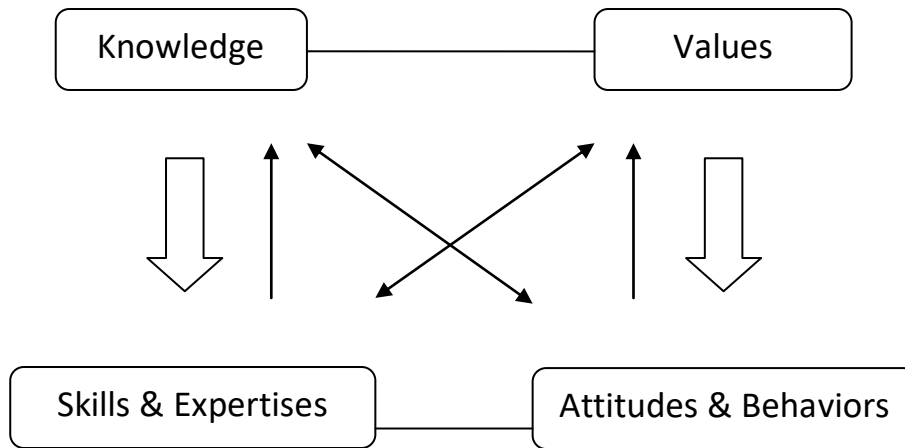 Knowledge
Values
Skills & Expertises
Attitudes & Behaviors